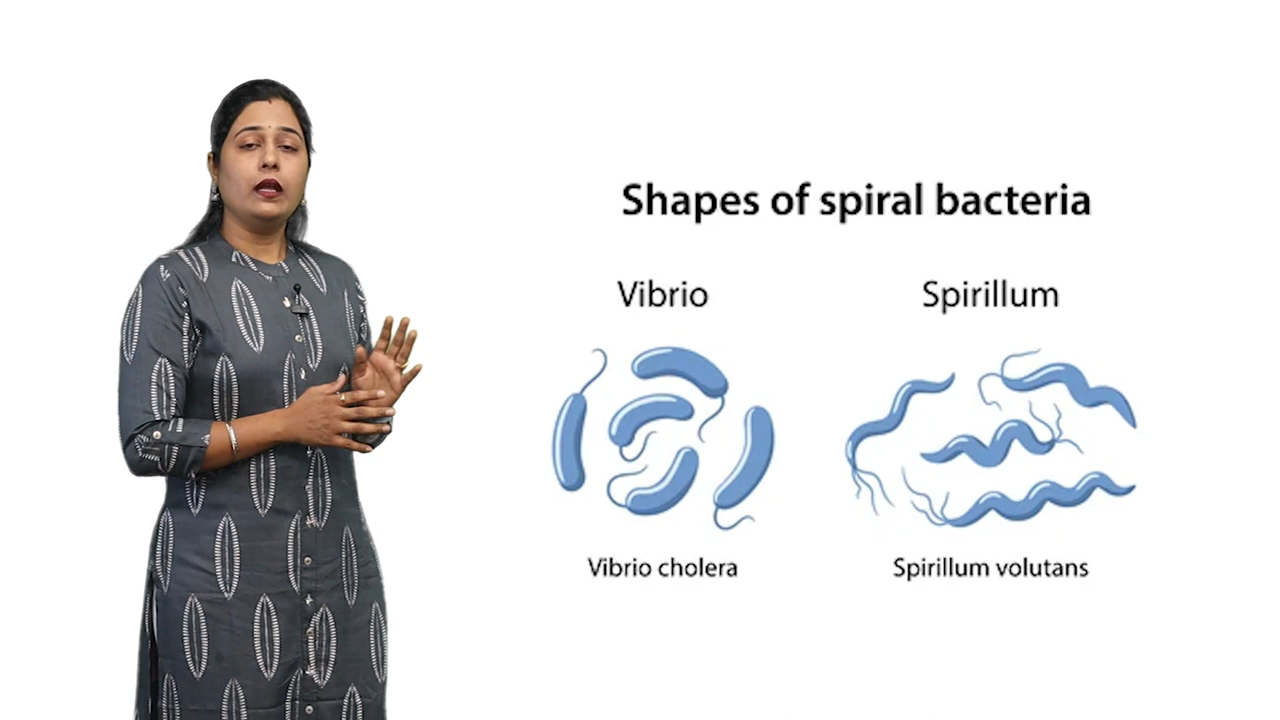 Shapes of spiral bacteria
Vibrio
Spirillum
Vibrio cholera
Spirillum volutans